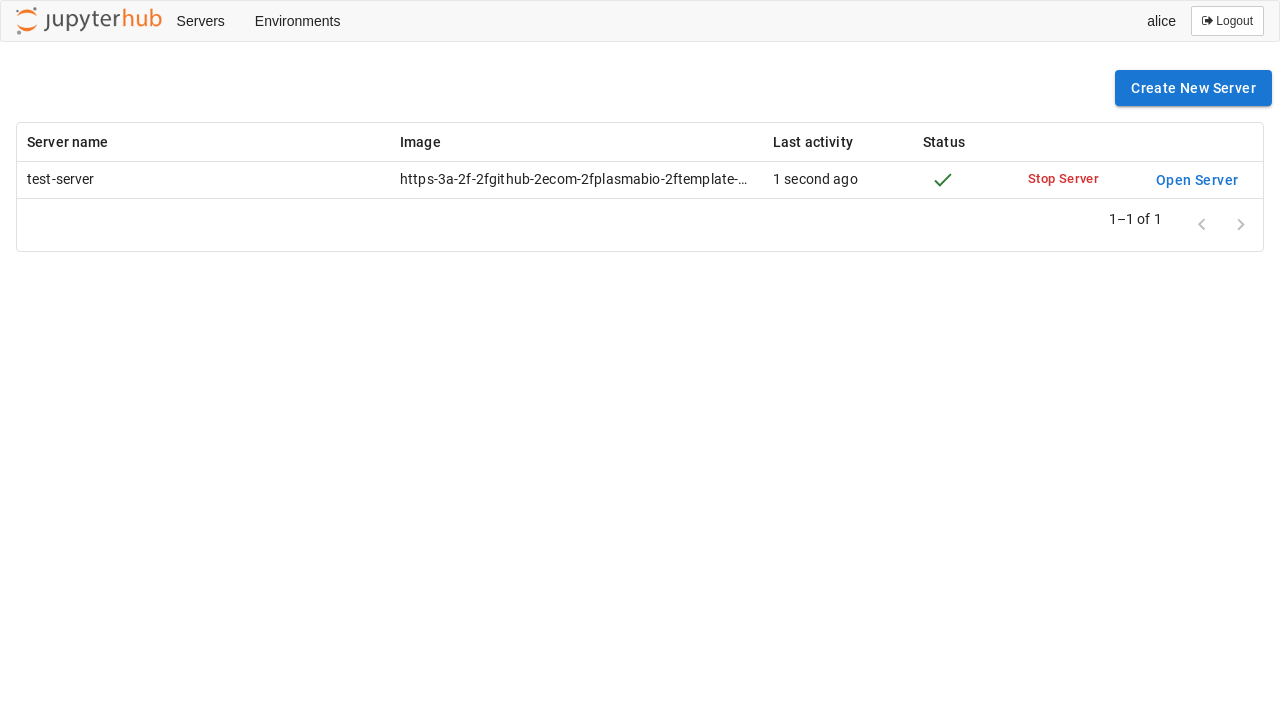 jupyterhub Servers Environments alice Logout
Create New Server
Server name Image Last activity Status
test-server https-3a-2f-2fgithub-2ecom-2fplasmabio-2ftemplate-... 1 second ago Stop Server Open Server
1–1 of 1